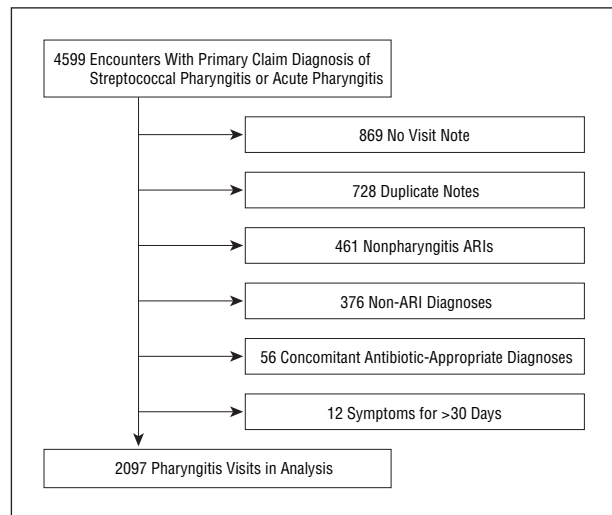 4599 Encounters With Primary Claim Diagnosis of
Streptococcal Pharyngitis or Acute Pharyngitis
869 No Visit Note
728 Duplicate Notes
461 Nonpharyngitis ARIs
376 Non-ARI Diagnoses
56 Concomitant Antibiotic-Appropriate Diagnoses
12 Symptoms for >30 Days
2097 Pharyngitis Visits in Analysis